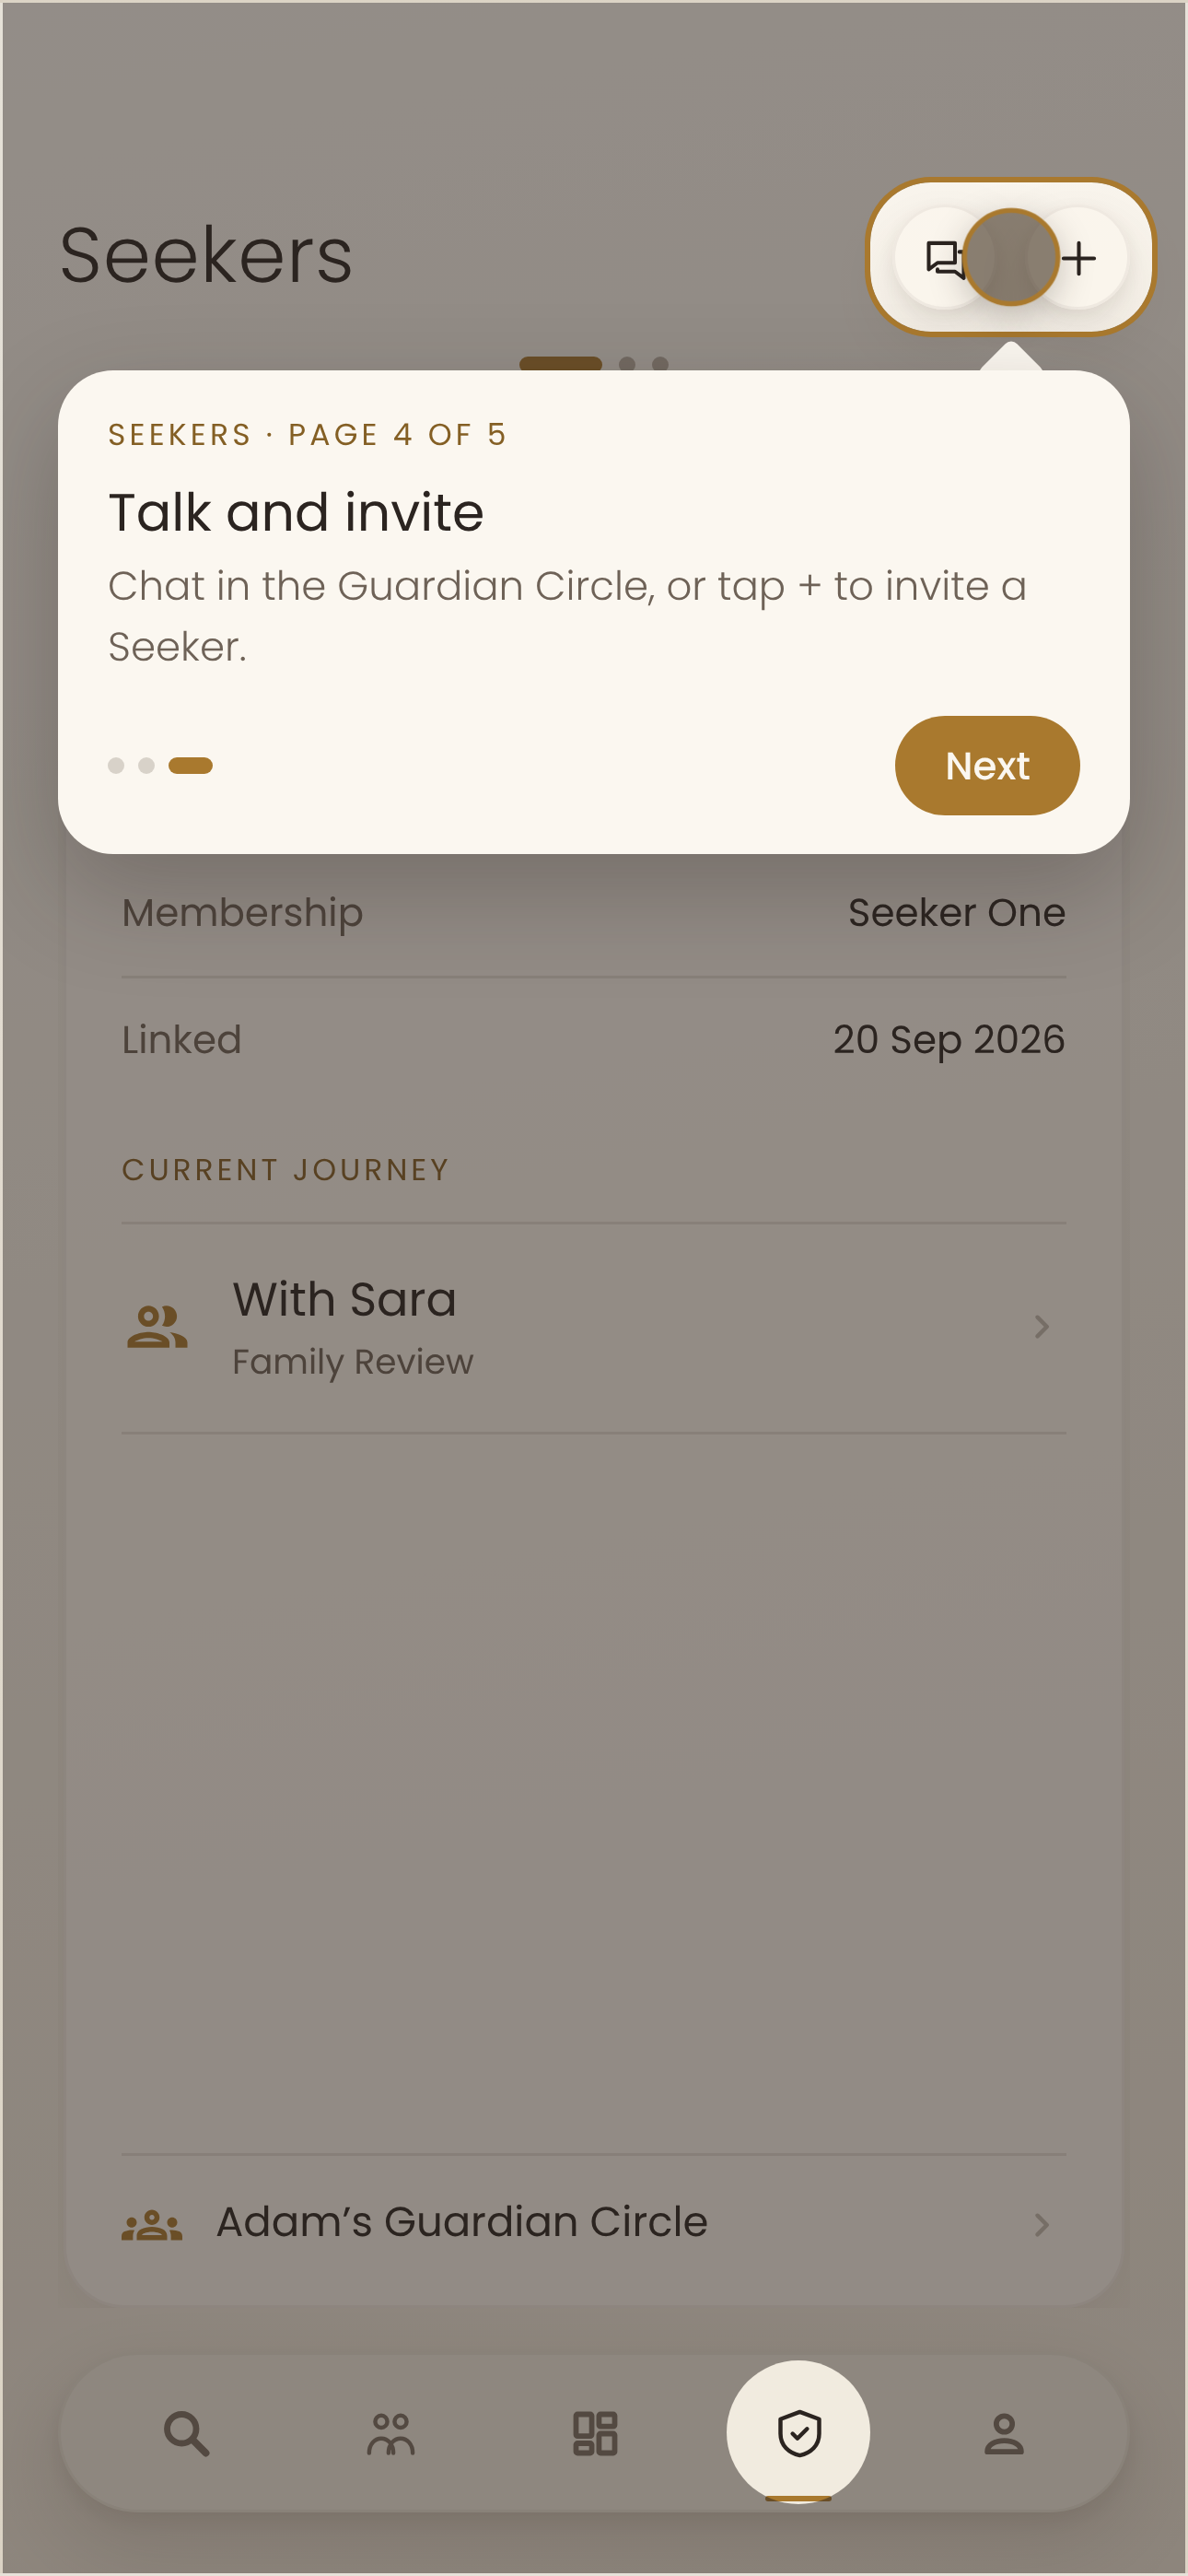 Seekers
SEEKERS · PAGE 4 OF 5
Talk and invite
Chat in the Guardian Circle, or tap + to invite a
Seeker.
Next
Membership Seeker One
Linked 20 Sep 2026
CURRENT JOURNEY
With Sara
Family Review
Adam’s Guardian Circle